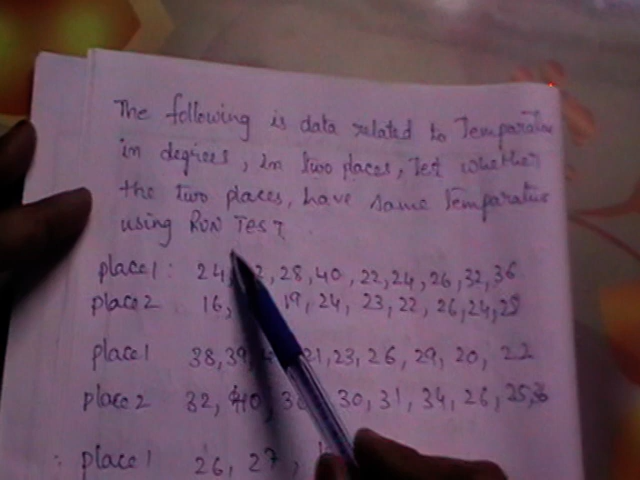 The following is data related to Temparature
in degrees, In two places, Test whether
the two places, have same Temparature
using RUN TEST
place1: 24, 28, 40, 22, 24, 26, 32, 36
place2 16, 19, 24, 23, 22, 26, 24, 28
place1 38, 39, 21, 23, 26, 29, 20, 22
place2 32, 40, 30, 31, 34, 26, 25,
place1 26, 27,